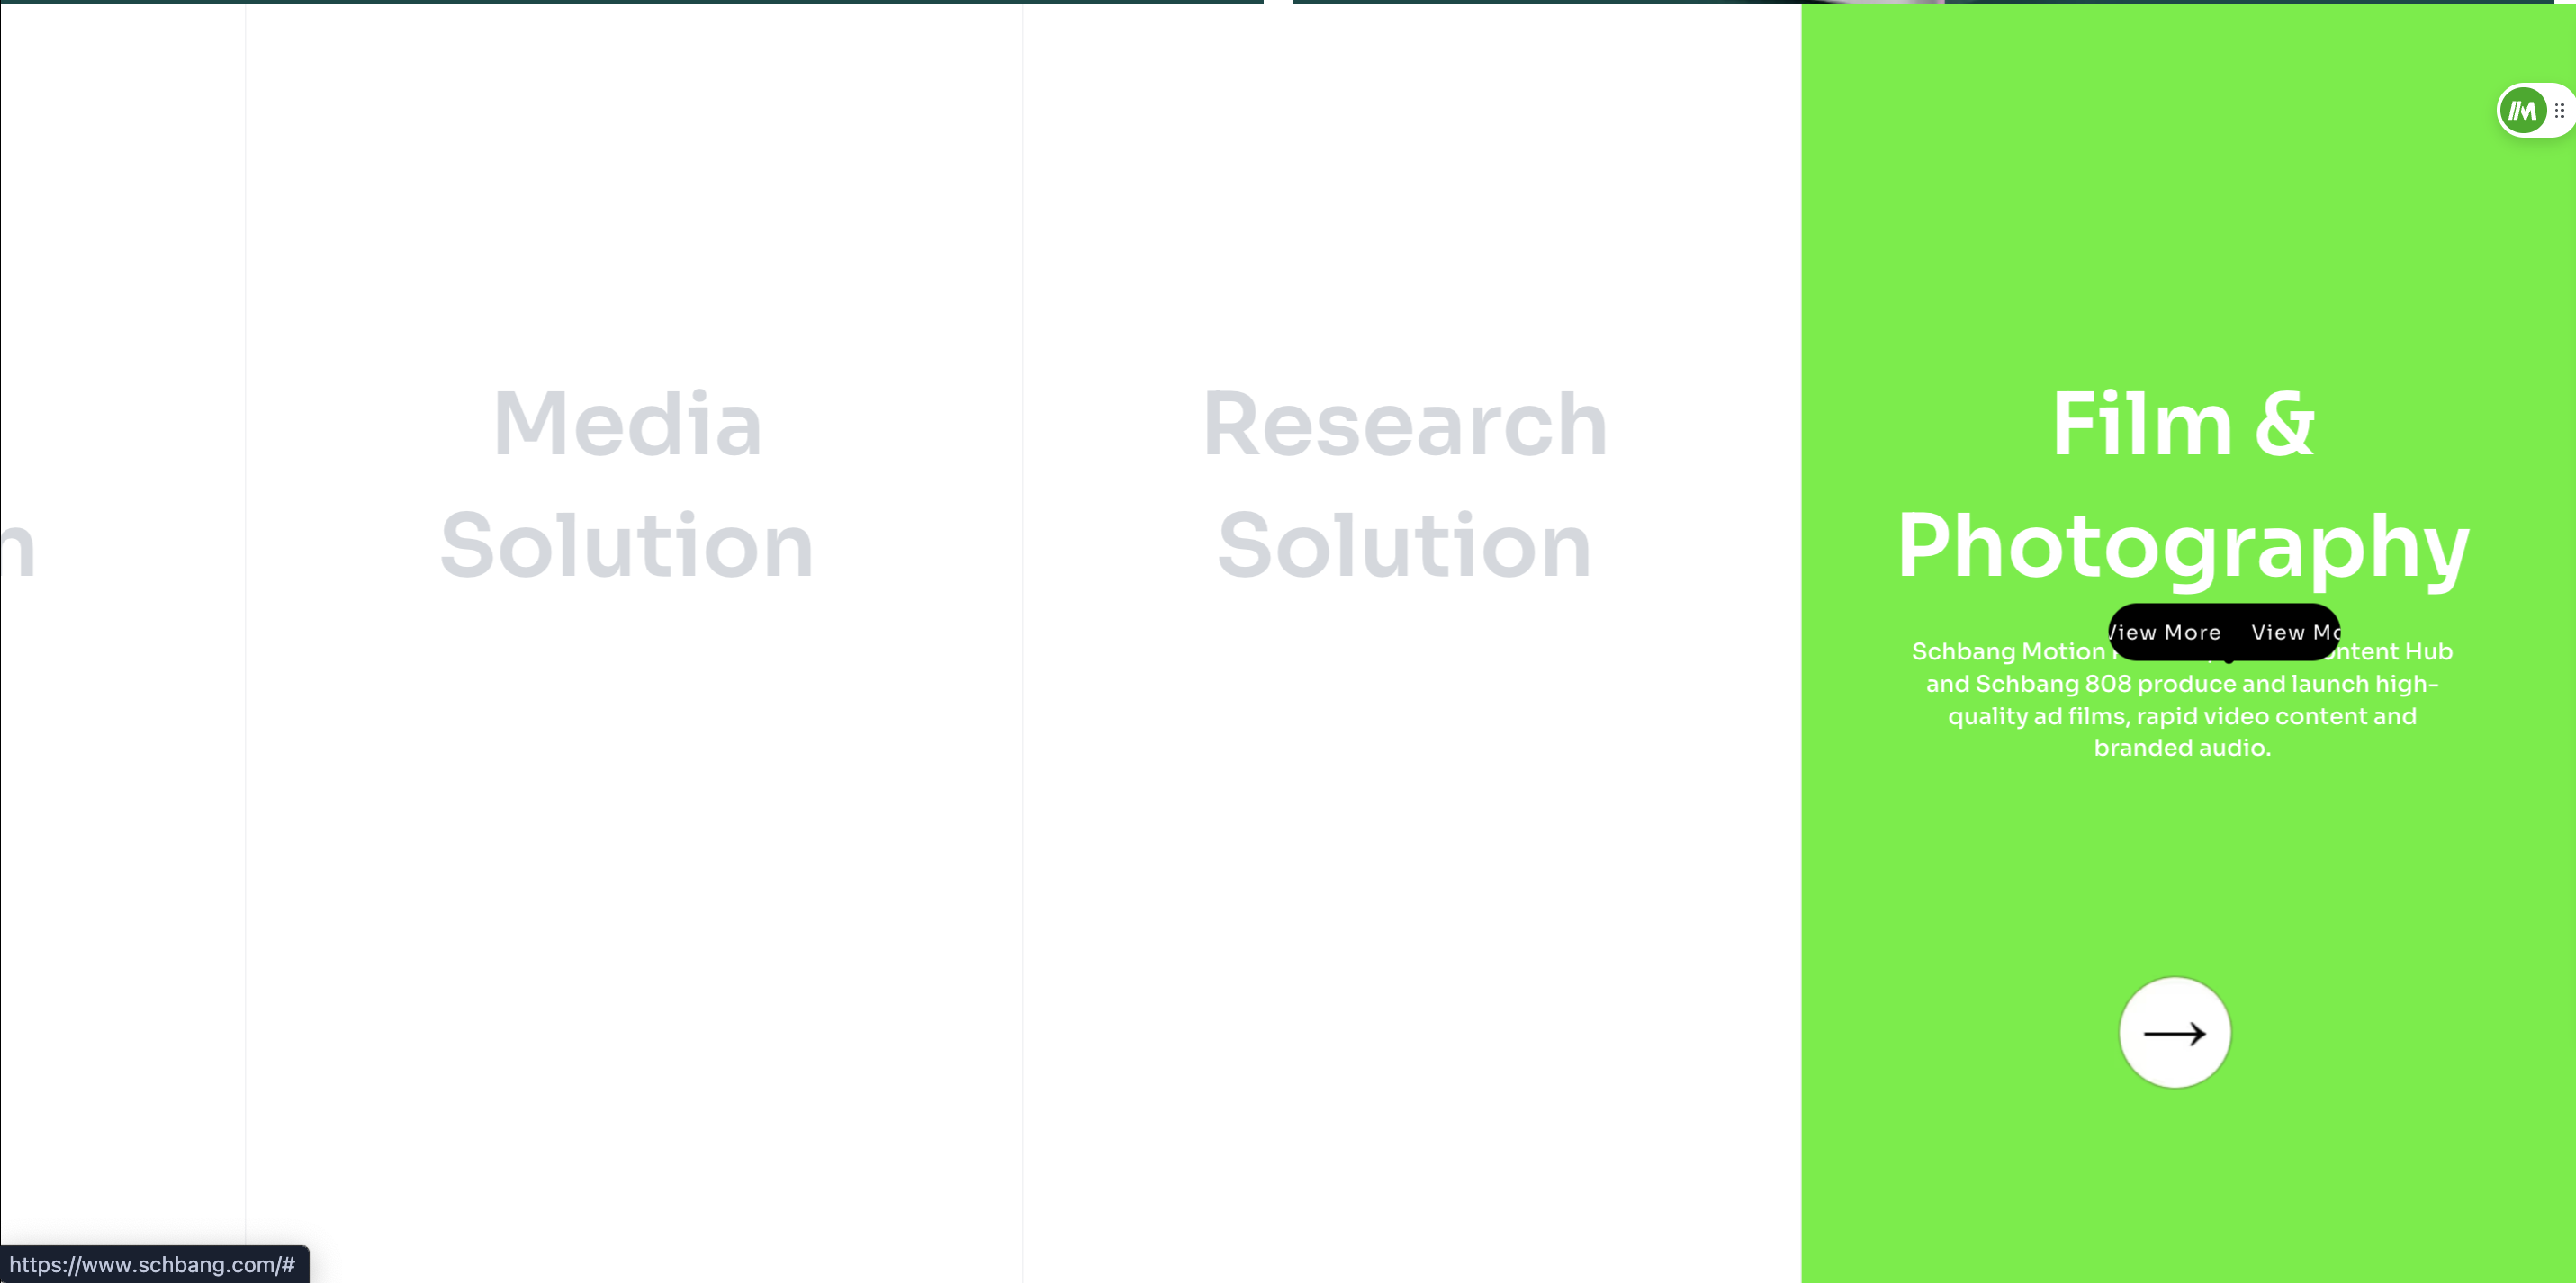 Media
Solution
Research
Solution
Film &
Photography
View More View Mo
Schbang Motion ntent Hub
and Schbang 808 produce and launch high-
quality ad films, rapid video content and
branded audio.
n
https://www.schbang.com/#